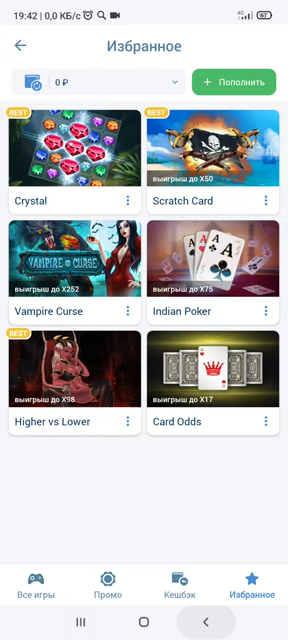 19:42 | 0,0 КБ/с
4G
67
Избранное
0 ₽
+ Пополнить
BEST
BEST
выигрыш до X50
Crystal
Scratch Card
VAMPIRE CURSE
выигрыш до X252
A
A
A
A
выигрыш до X75
Vampire Curse
Indian Poker
BEST
выигрыш до X98
выигрыш до X17
Higher vs Lower
Card Odds
Все игры
Промо
Кешбэк
Избранное